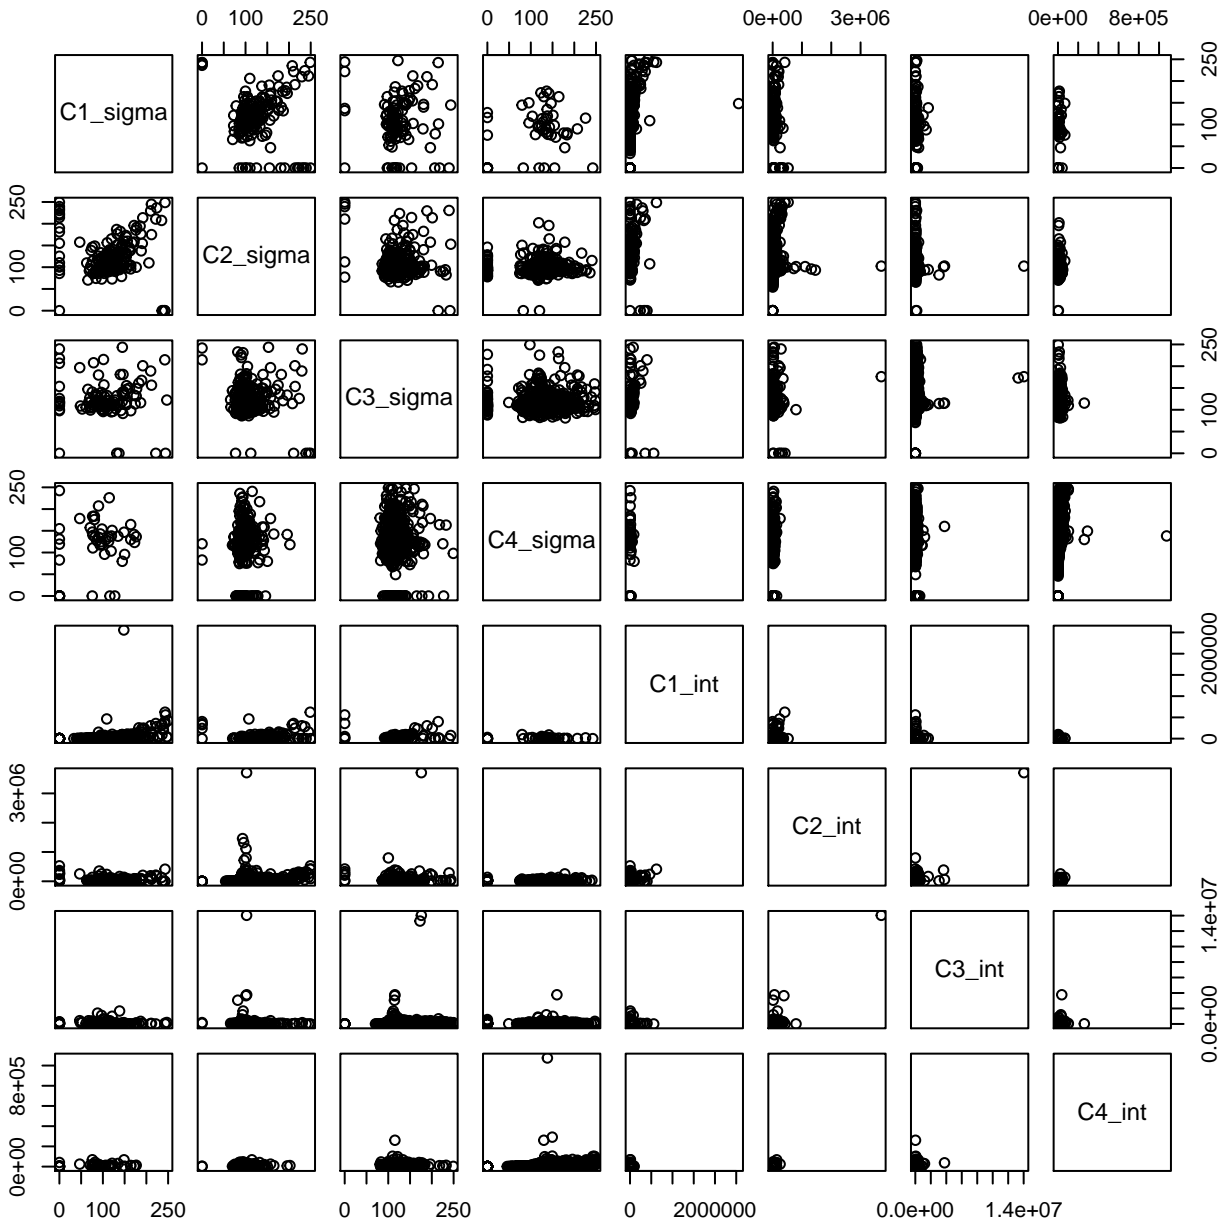 0 100 250 0 100 250 0e+00 3e+06 0e+00 8e+05
C1_sigma 0 100 250
0 100 250 C2_sigma
C3_sigma 0 100 250
0 100 250 C4_sigma
C1_int 0 2000000
0e+00 3e+06 C2_int
C3_int 0.0e+00 1.4e+07
0e+00 8e+05 C4_int
0 100 250 0 100 250 0 2000000 0.0e+00 1.4e+07